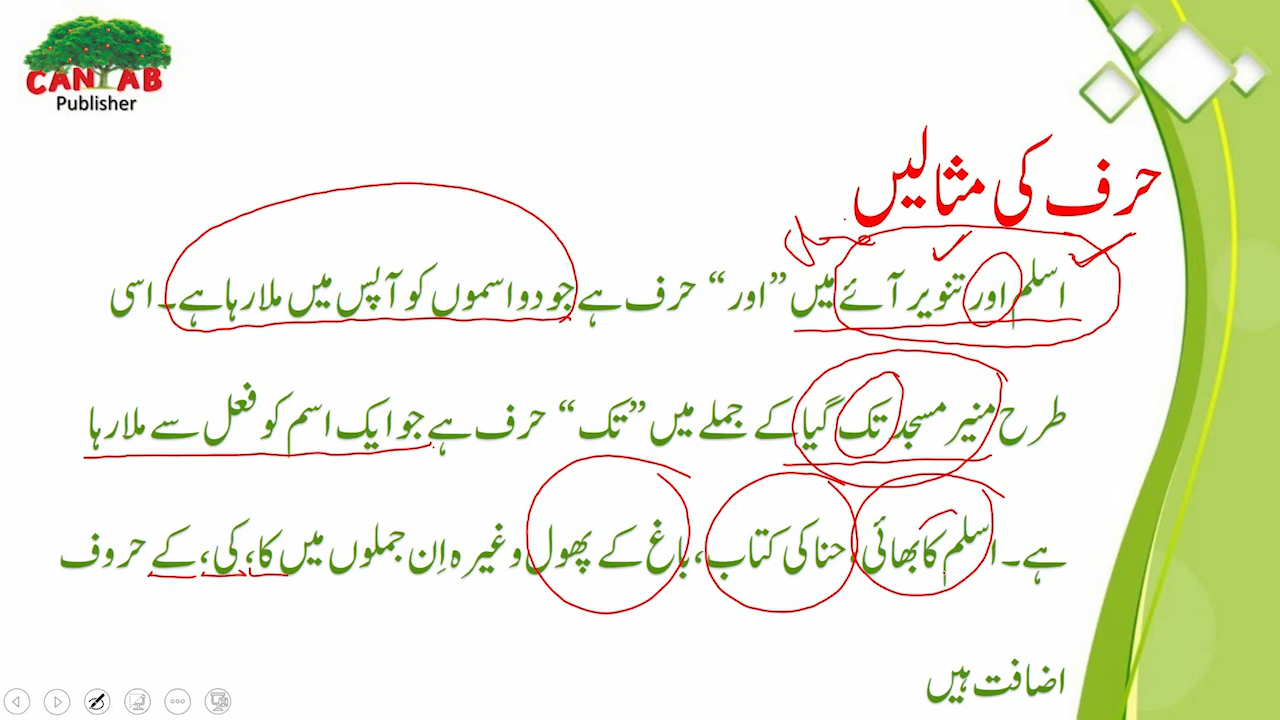 CANTAB
Publisher
حرف کی مثالیں
اسلم اور تنویر آئے میں ”اور“ حرف ہے جو دو اسموں کو آپس میں ملا رہا ہے۔ اسی
طرح منیر مسجد تک گیا کے جملے میں ”تک“ حرف ہے جو ایک اسم کو فعل سے ملا رہا
ہے۔ اسلم کا بھائی، حنا کی کتاب، باغ کے پھول وغیرہ اِن جملوں میں کا، کی، کے حروف
اضافت ہیں